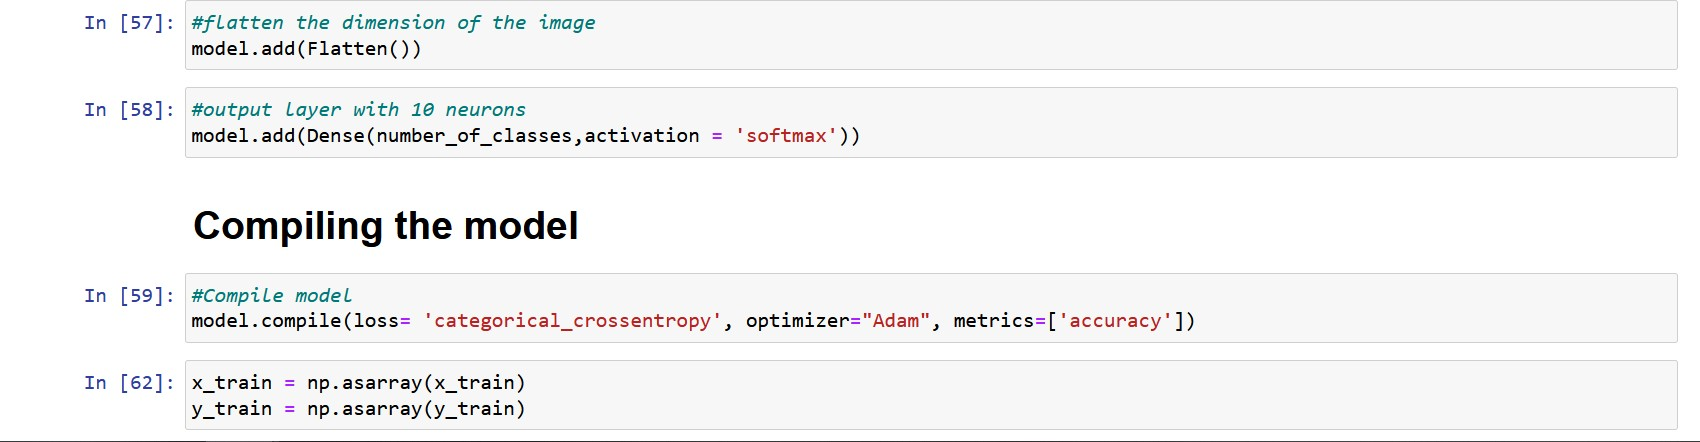 In [57]: #flatten the dimension of the image
model.add(Flatten())
In [58]: #output layer with 10 neurons
model.add(Dense(number_of_classes,activation = 'softmax'))
Compiling the model
In [59]: #Compile model
model.compile(loss= 'categorical_crossentropy', optimizer="Adam", metrics=['accuracy'])
In [62]: x_train = np.asarray(x_train)
y_train = np.asarray(y_train)